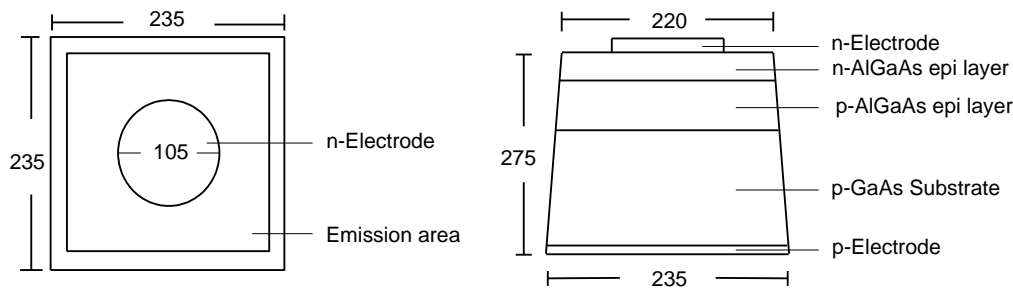 235
235
105
n-Electrode
Emission area
220
275
n-Electrode
n-AlGaAs epi layer
p-AlGaAs epi layer
p-GaAs Substrate
p-Electrode
235